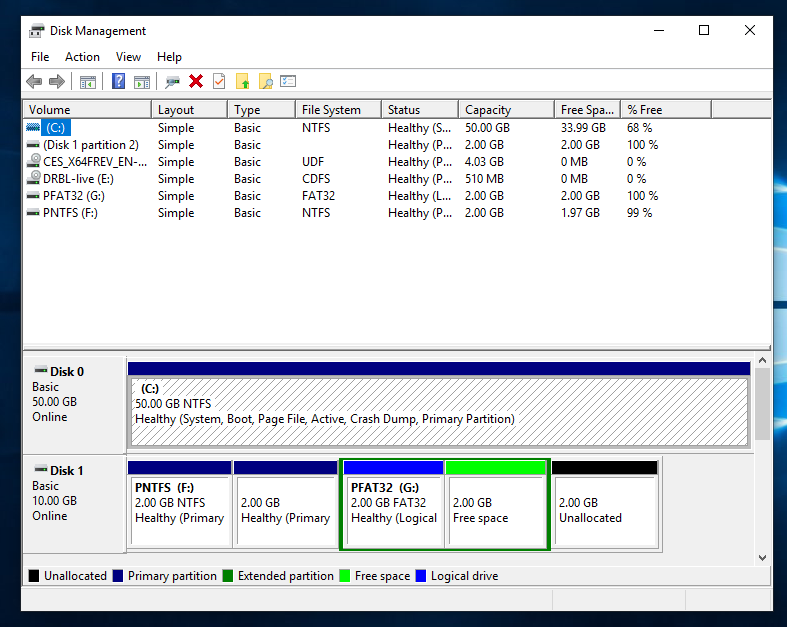 Disk Management
File Action View Help
Volume Layout Type File System Status Capacity Free Spa... % Free
(C:) Simple Basic NTFS Healthy (S... 50.00 GB 33.99 GB 68 %
(Disk 1 partition 2) Simple Basic Healthy (P... 2.00 GB 2.00 GB 100 %
CES_X64FREV_EN-... Simple Basic UDF Healthy (P... 4.03 GB 0 MB 0 %
DRBL-live (E:) Simple Basic CDFS Healthy (P... 510 MB 0 MB 0 %
PFAT32 (G:) Simple Basic FAT32 Healthy (L... 2.00 GB 2.00 GB 100 %
PNTFS (F:) Simple Basic NTFS Healthy (P... 2.00 GB 1.97 GB 99 %
Disk 0
Basic
50.00 GB
Online
(C:)
50.00 GB NTFS
Healthy (System, Boot, Page File, Active, Crash Dump, Primary Partition)
Disk 1
Basic
10.00 GB
Online
PNTFS (F:)
2.00 GB NTFS
Healthy (Primary
2.00 GB
Healthy (Primary
PFAT32 (G:)
2.00 GB FAT32
Healthy (Logical
2.00 GB
Free space
2.00 GB
Unallocated
Unallocated Primary partition Extended partition Free space Logical drive